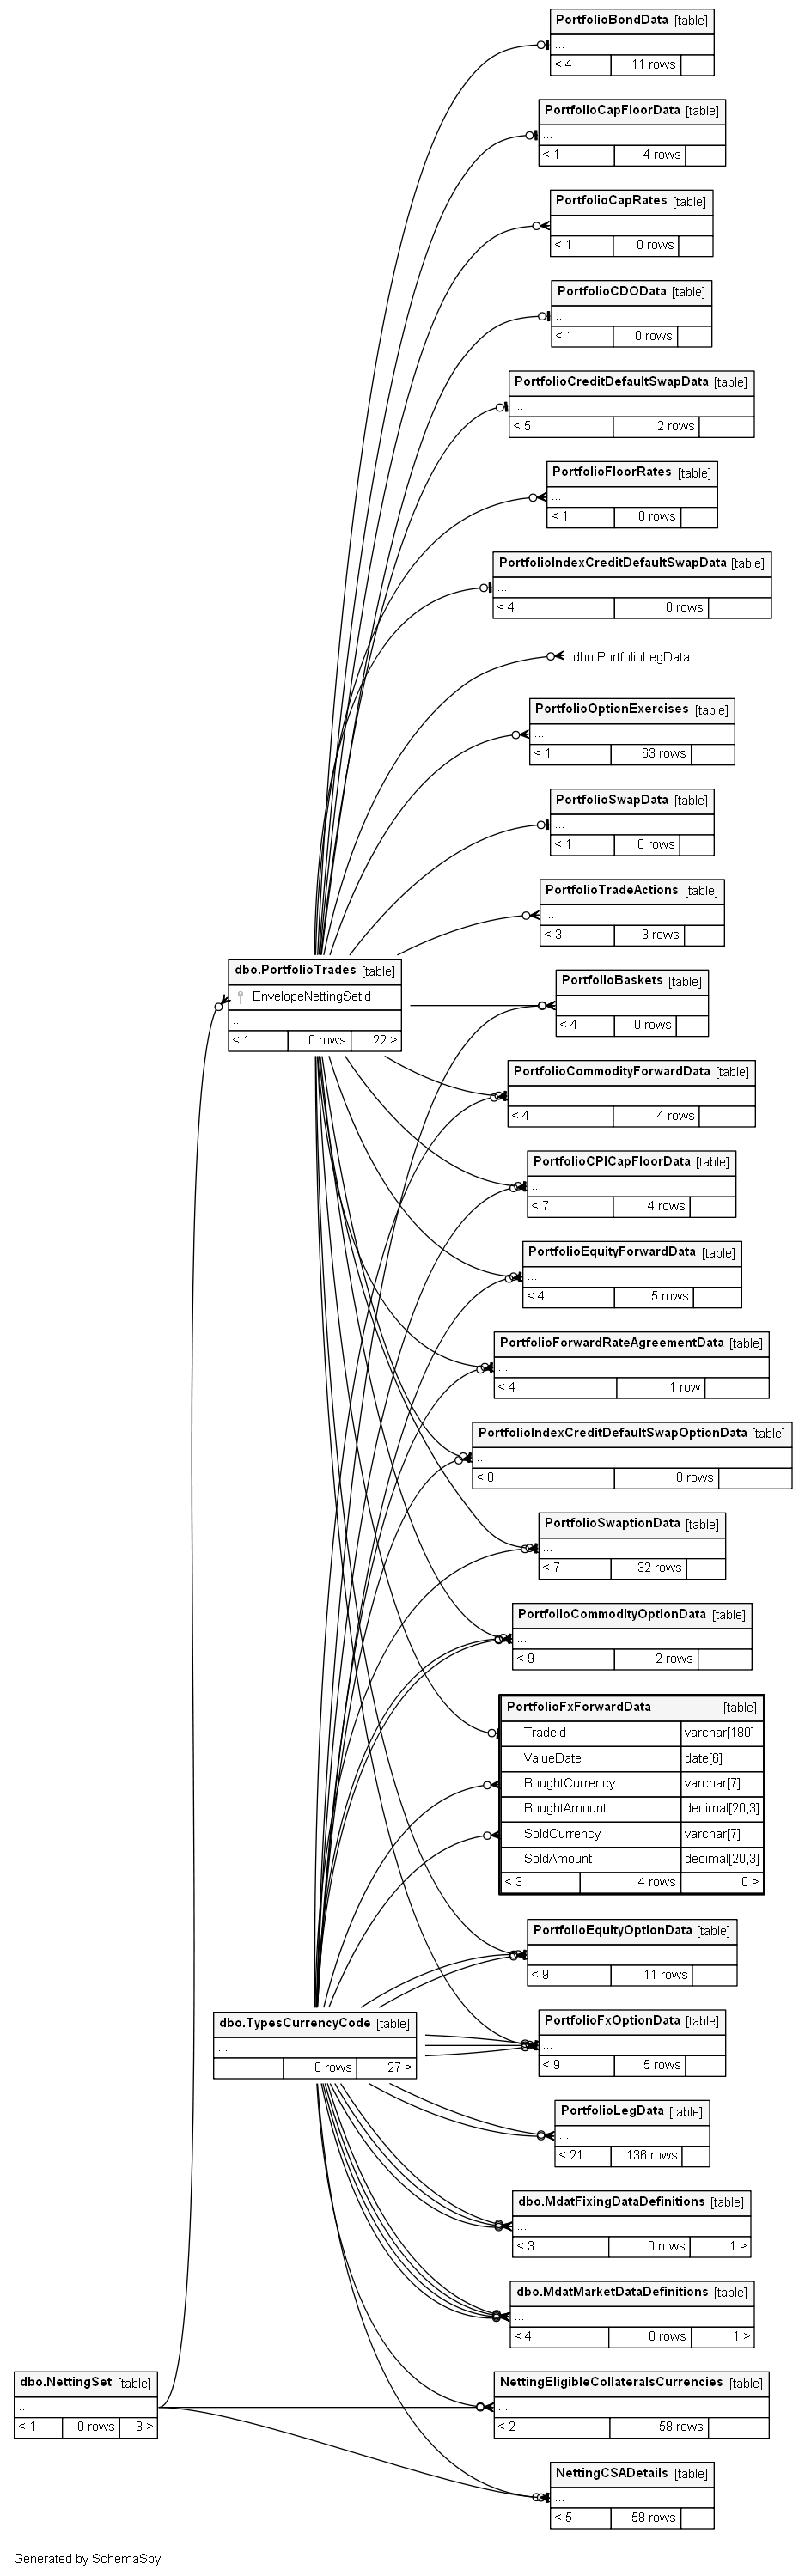 PortfolioBondData [table]
...
< 4 11 rows
PortfolioCapFloorData [table]
...
< 1 4 rows
PortfolioCapRates [table]
...
< 1 0 rows
PortfolioCDOData [table]
...
< 1 0 rows
PortfolioCreditDefaultSwapData [table]
...
< 5 2 rows
PortfolioFloorRates [table]
...
< 1 0 rows
PortfolioIndexCreditDefaultSwapData [table]
...
< 4 0 rows
dbo.PortfolioLegData
PortfolioOptionExercises [table]
...
< 1 63 rows
PortfolioSwapData [table]
...
< 1 0 rows
PortfolioTradeActions [table]
...
< 3 3 rows
dbo.PortfolioTrades [table]
EnvelopeNettingSetId
...
< 1 0 rows 22 >
PortfolioBaskets [table]
...
< 4 0 rows
PortfolioCommodityForwardData [table]
...
< 4 4 rows
PortfolioCPICapFloorData [table]
...
< 7 4 rows
PortfolioEquityForwardData [table]
...
< 4 5 rows
PortfolioForwardRateAgreementData [table]
...
< 4 1 row
PortfolioIndexCreditDefaultSwapOptionData [table]
...
< 8 0 rows
PortfolioSwaptionData [table]
...
< 7 32 rows
PortfolioCommodityOptionData [table]
...
< 9 2 rows
PortfolioFxForwardData [table]
TradeId varchar[180]
ValueDate date[6]
BoughtCurrency varchar[7]
BoughtAmount decimal[20,3]
SoldCurrency varchar[7]
SoldAmount decimal[20,3]
< 3 4 rows 0 >
PortfolioEquityOptionData [table]
...
< 9 11 rows
dbo.TypesCurrencyCode [table]
...
0 rows 27 >
PortfolioFxOptionData [table]
...
< 9 5 rows
PortfolioLegData [table]
...
< 21 136 rows
dbo.MdatFixingDataDefinitions [table]
...
< 3 0 rows 1 >
dbo.MdatMarketDataDefinitions [table]
...
< 4 0 rows 1 >
dbo.NettingSet [table]
...
< 1 0 rows 3 >
NettingEligibleCollateralsCurrencies [table]
...
< 2 58 rows
NettingCSADetails [table]
...
< 5 58 rows
Generated by SchemaSpy